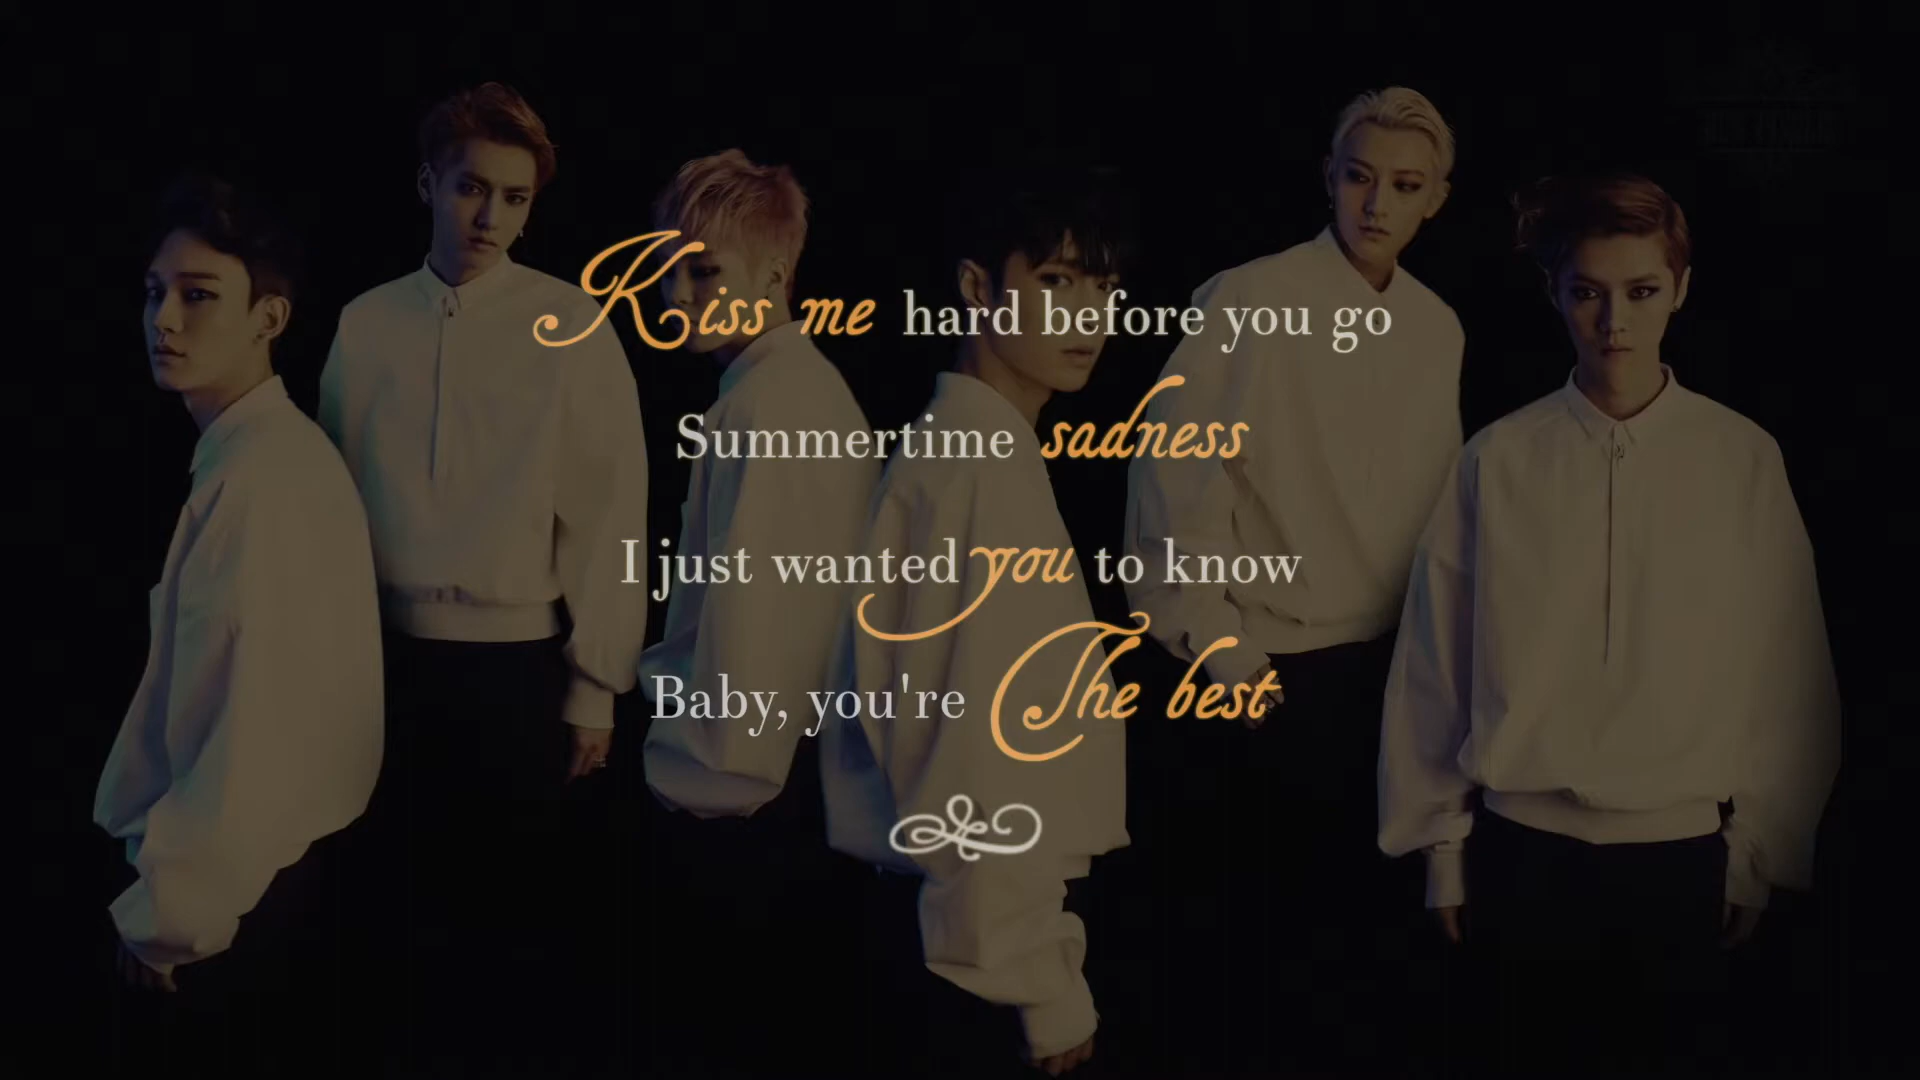 Kiss me hard before you go
Summertime sadness
I just wanted you to know
Baby, you're The best